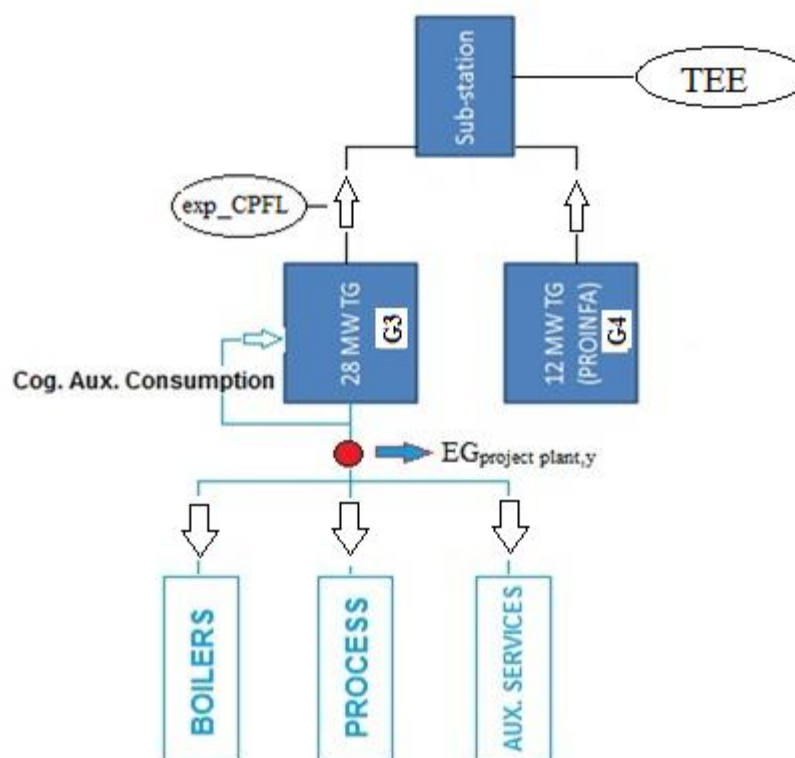 Sub-station
TEE
exp_CPFL
28 MW TG
G3
12 MW TG
(PROINFA)
G4
Cog. Aux. Consumption
EGproject plant,y
BOILERS
PROCESS
AUX. SERVICES